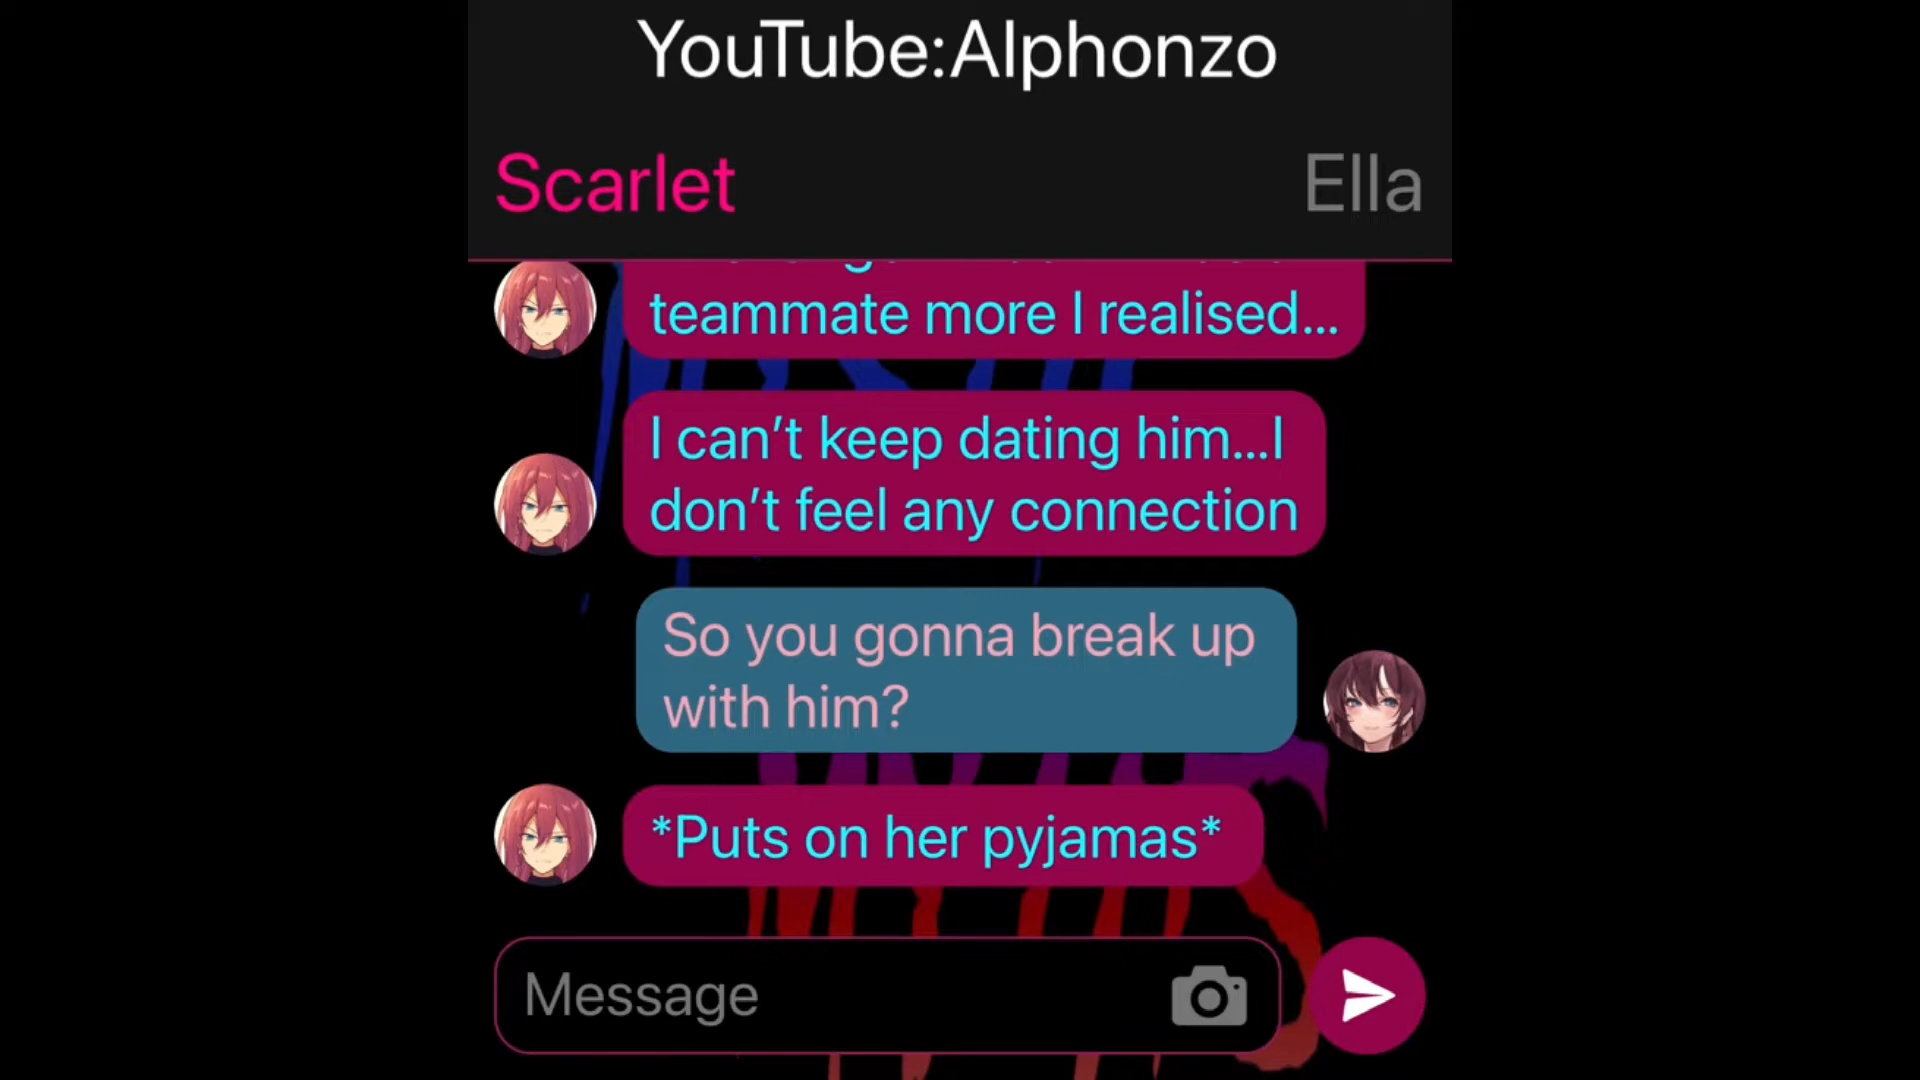 YouTube:Alphonzo
Scarlet
Ella
teammate more I realised...
I can’t keep dating him...I
don’t feel any connection
So you gonna break up
with him?
*Puts on her pyjamas*
Message